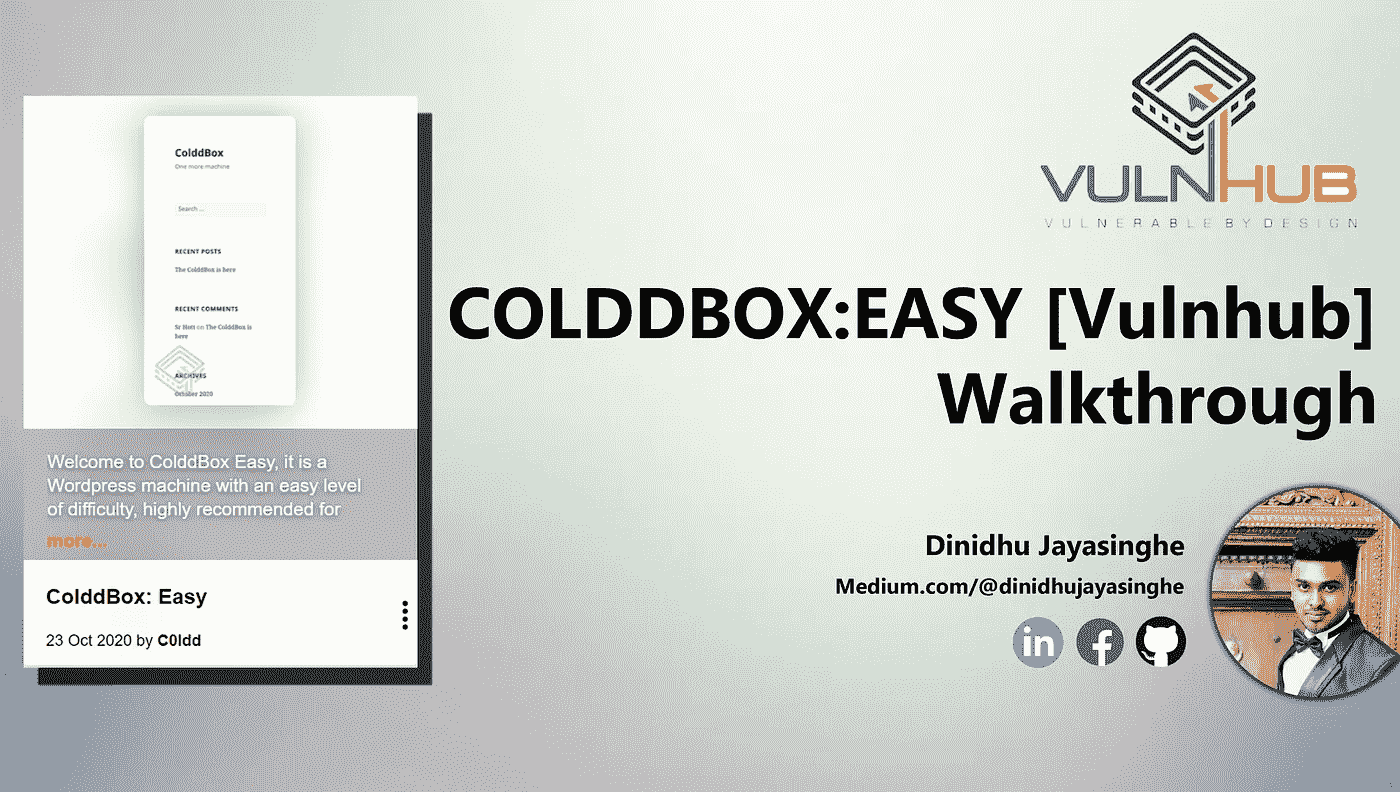 ColddBox
One more machine
Search ...
RECENT POSTS
The ColddBox is here
RECENT COMMENTS
Sr Hott on The ColddBox is
here
ARCHIVES
October 2020
Welcome to ColddBox Easy, it is a
Wordpress machine with an easy level
of difficulty, highly recommended for
more...
ColddBox: Easy
23 Oct 2020 by C0ldd
VULNHUB
VULNERABLE BY DESIGN
COLDDBOX:EASY [Vulnhub]
Walkthrough
Dinidhu Jayasinghe
Medium.com/@dinidhujayasinghe
in
f